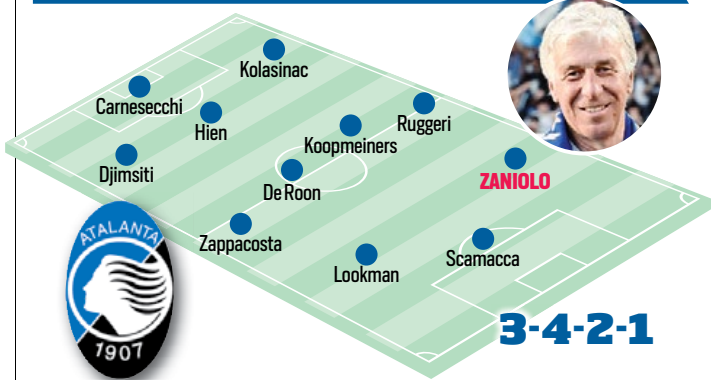 Kolasinac
Carnesecchi
Hien
Ruggeri
Koopmeiners
Djimsiti
De Roon
ZANIOLO
Zappacosta
Lookman
Scamacca
ATALANTA
1907
3-4-2-1